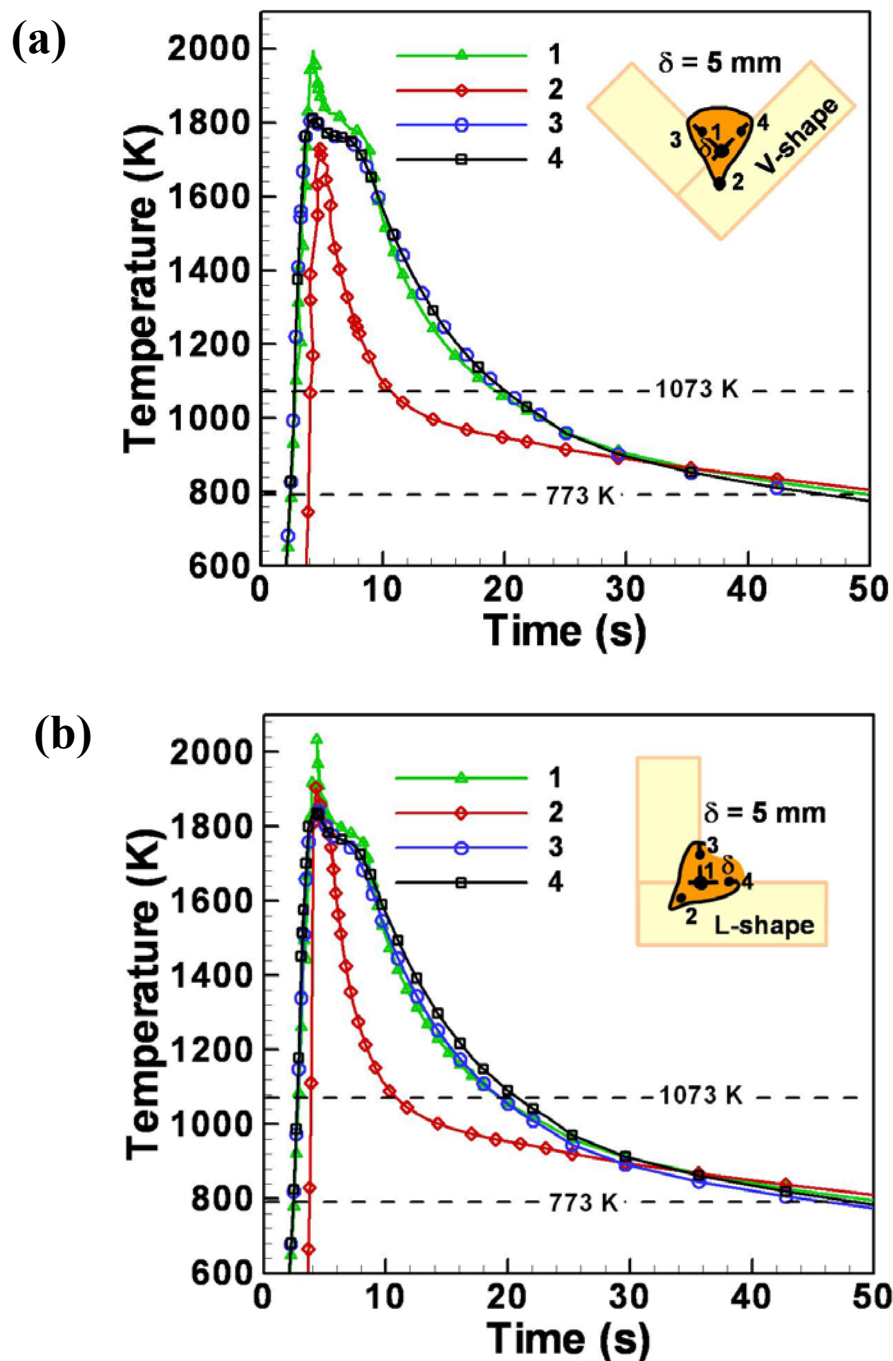 (a)
Temperature (K)
2000
1800
1600
1400
1200
1000
800
600
0
10
20
30
40
50
Time (s)
1
2
3
4
δ = 5 mm
1
3
4
δ
2
V-shape
1073 K
773 K
(b)
Temperature (K)
2000
1800
1600
1400
1200
1000
800
600
0
10
20
30
40
50
Time (s)
1
2
3
4
δ = 5 mm
3
1
δ
4
2
L-shape
1073 K
773 K